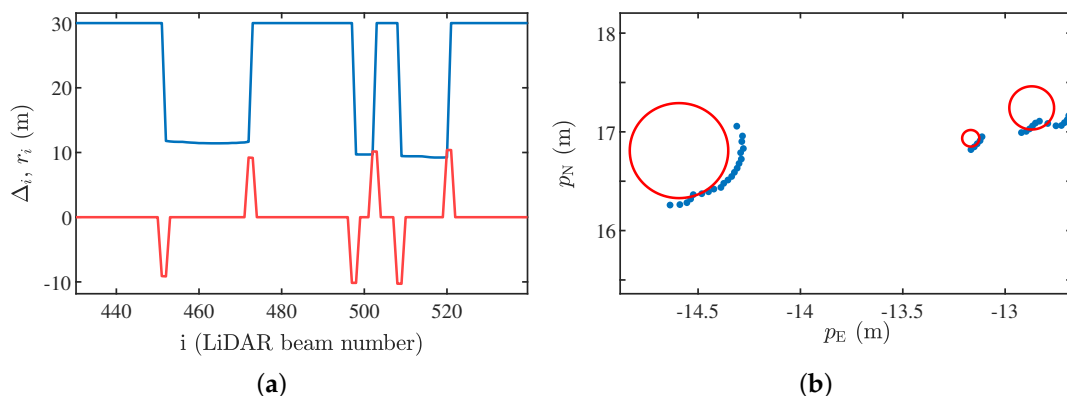 30
20
10
0
-10
Δ_i, r_i (m)
440 460 480 500 520
i (LiDAR beam number)
(a)
18
17
16
p_N (m)
-14.5 -14 -13.5 -13
p_E (m)
(b)